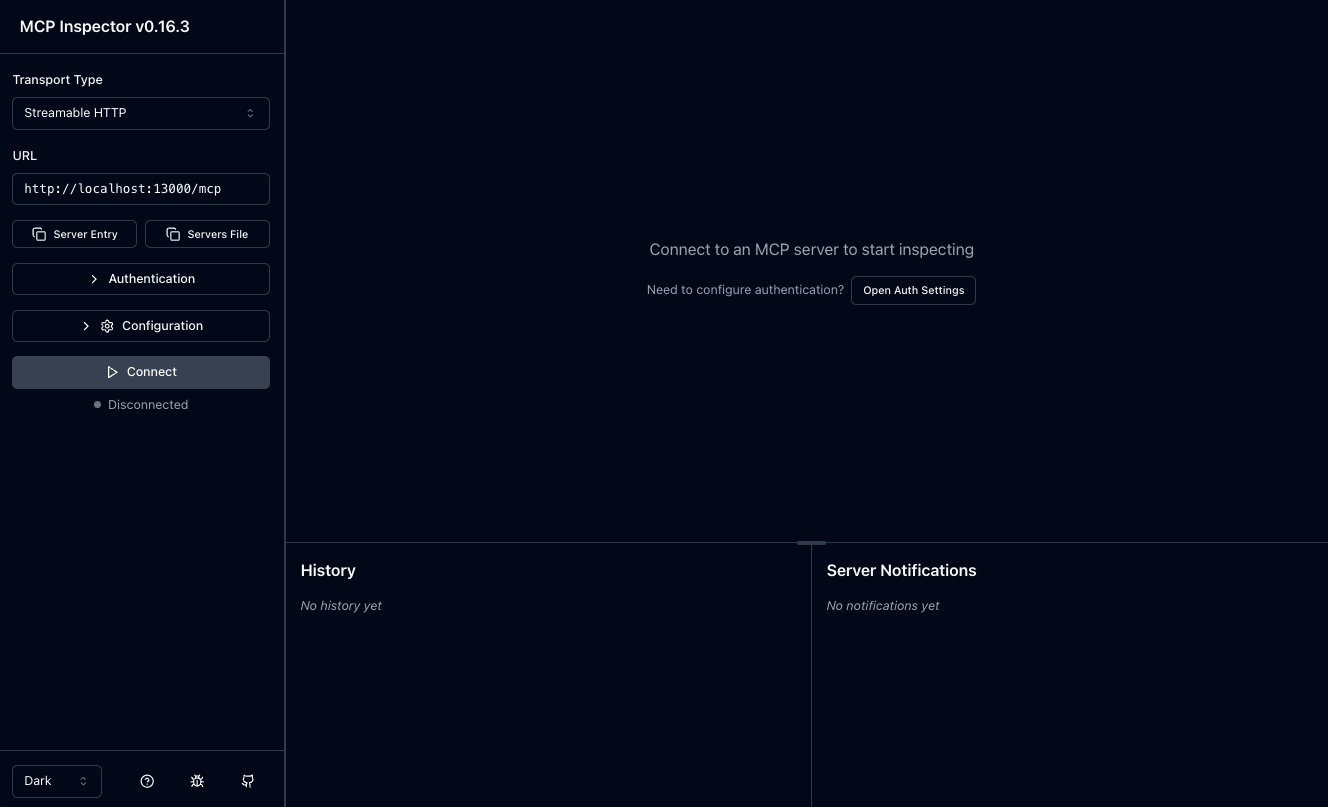 MCP Inspector v0.16.3
Transport Type
Streamable HTTP
URL
http://localhost:13000/mcp
Server Entry
Servers File
Authentication
Configuration
Connect
Disconnected
Dark
Connect to an MCP server to start inspecting
Need to configure authentication? Open Auth Settings
History
No history yet
Server Notifications
No notifications yet